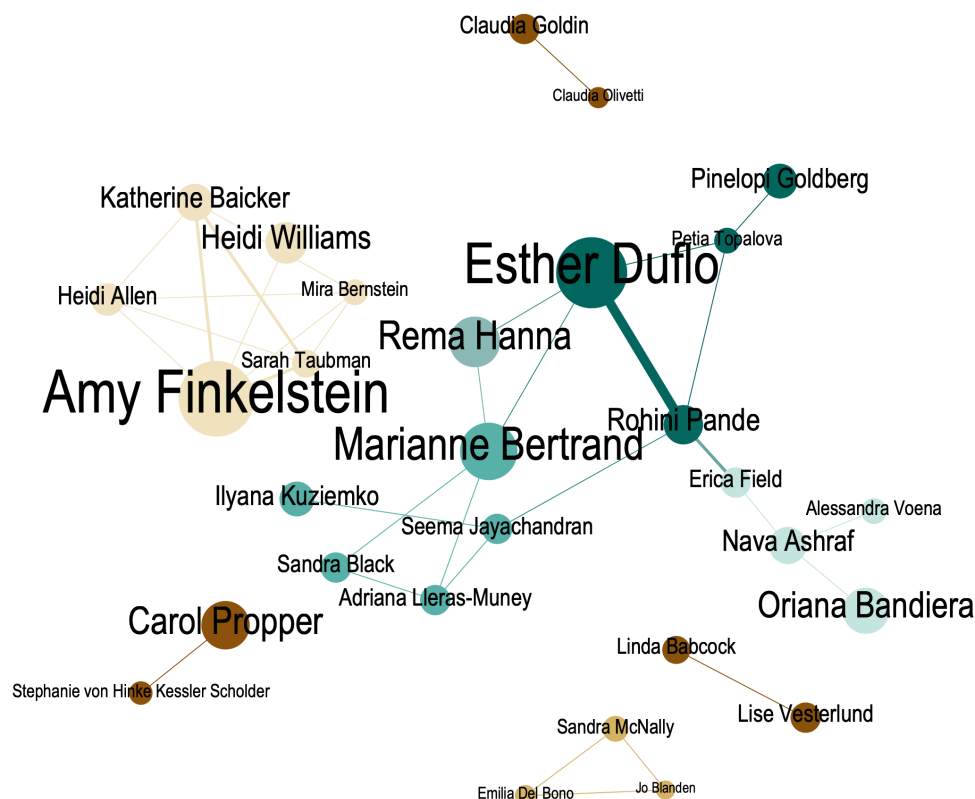 Claudia Goldin
Claudia Olivetti
Pinelopi Goldberg
Katherine Baicker
Heidi Williams
Petia Topalova
Esther Duflo
Mira Bernstein
Heidi Allen
Rema Hanna
Sarah Taubman
Amy Finkelstein
Rohini Pande
Marianne Bertrand
Erica Field
Ilyana Kuziemko
Alessandra Voena
Seema Jayachandran
Nava Ashraf
Sandra Black
Adriana Lleras-Muney
Oriana Bandiera
Carol Propper
Linda Babcock
Stephanie von Hinke Kessler Scholder
Lise Vesterlund
Sandra McNally
Jo Blanden
Emilia Del Bono